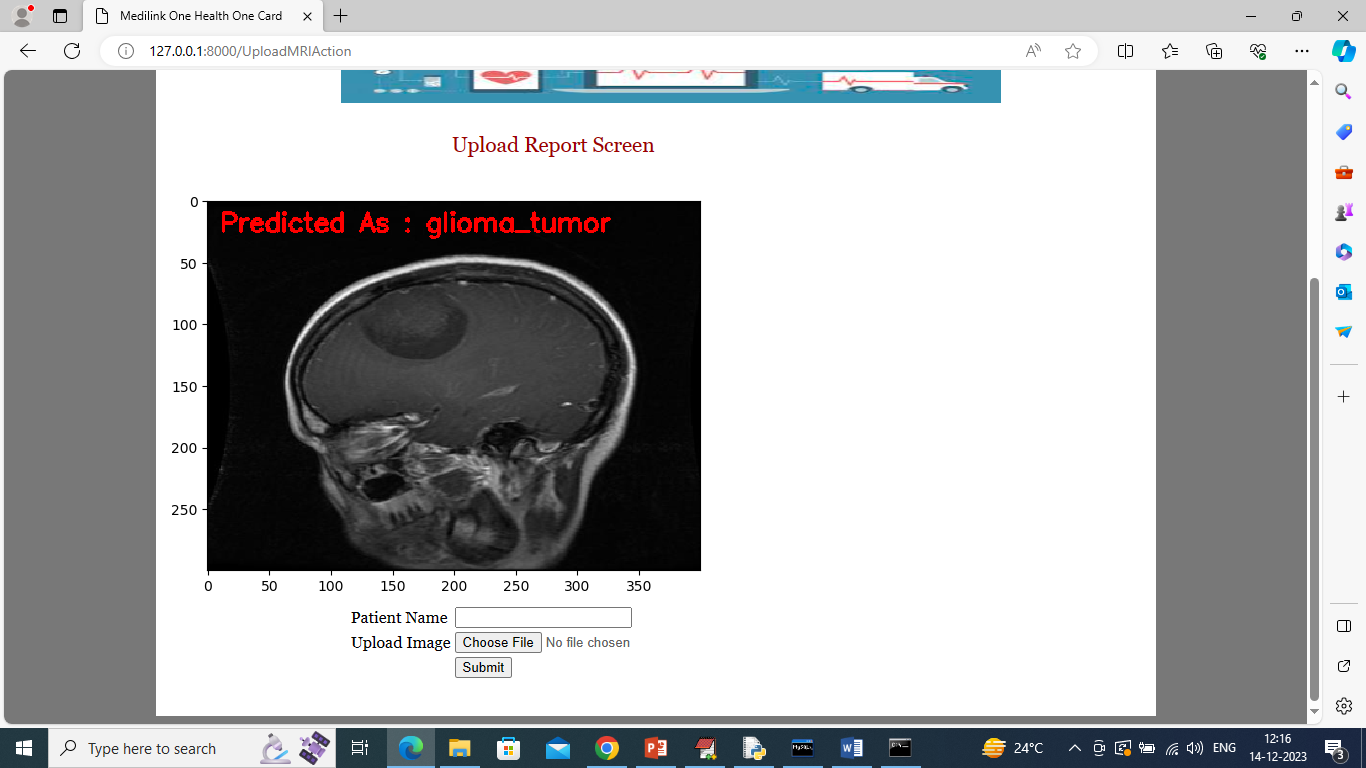 Medilink One Health One Card
127.0.0.1:8000/UploadMRIAction
Upload Report Screen
Predicted As : glioma_tumor
0
50
100
150
200
250
0 50 100 150 200 250 300 350
Patient Name
Upload Image Choose File No file chosen
Submit
Type here to search
24°C
ENG
12:16
14-12-2023
3